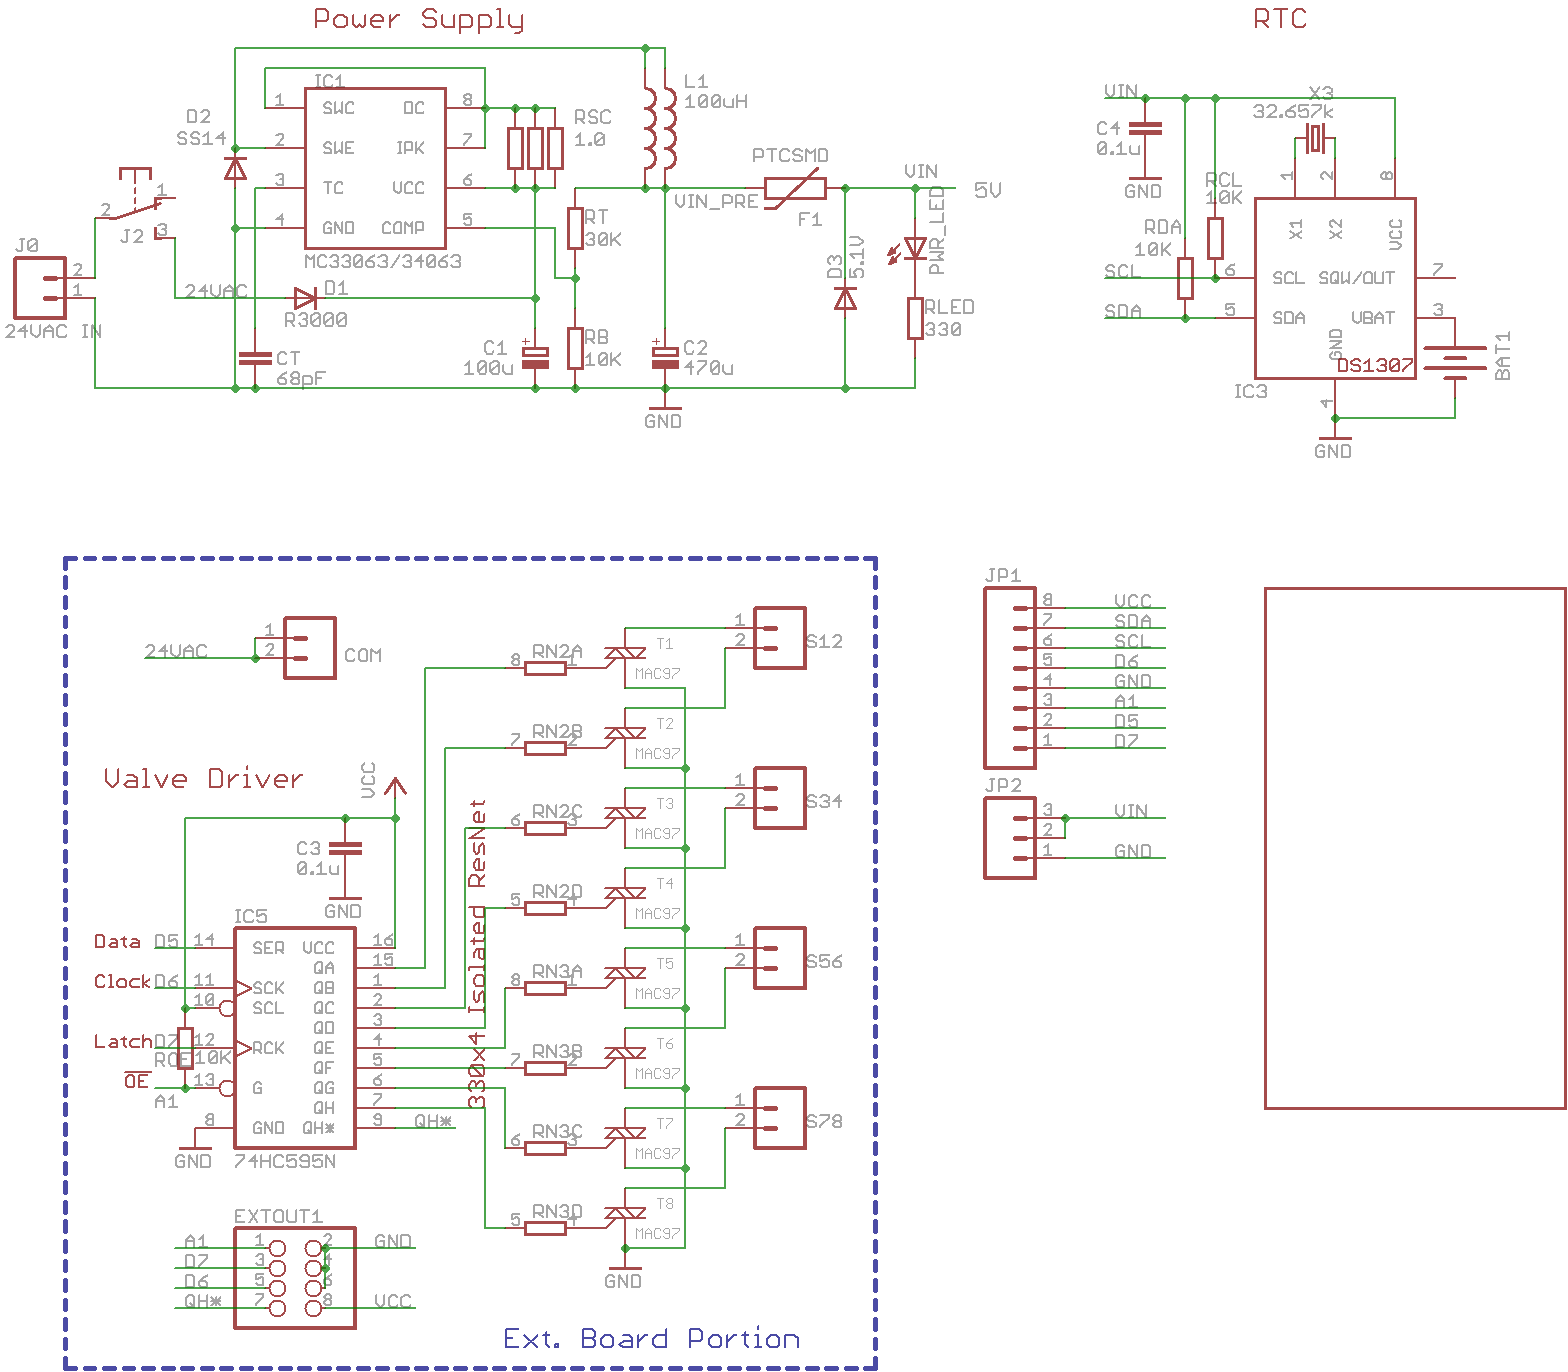 Power Supply
RTC
IC1
1 SWC DC 8
2 SWE IPK 7
3 TC VCC 6
4 GND COMP 5
MC33063/34063
D2
SS14
RSC
1.0
L1
100uH
PTCSMD
F1
VIN_PRE
VIN
5V
PWR_LED
D3
5.1V
RLED
330
RT
30K
RB
10K
C1
+
100u
C2
+
470u
GND
J2
1
2
3
J0
2
1
24VAC IN
24VAC
D1
R3000
CT
68pF
VIN
C4
0.1u
GND
X3
32.657k
RCL
10K
RDA
10K
SCL
SDA
1 2 8
X1 X2 VCC
6 SCL SQW/OUT 7
5 SDA VBAT 3
GND
DS1307
IC3
4
GND
BAT1
24VAC
1
2
COM
Valve Driver
VCC
C3
0.1u
GND
IC5
Data D5 14 SER VCC 16
QA 15
Clock D6 11 SCK QB 1
10 SCL QC 2
QD 3
Latch D7 12 RCK QE 4
ROE 10K
QF 5
OE 13 G QG 6
A1
QH 7
8 GND QH* 9 QH*
GND
74HC595N
330x4 Isolated ResNet
8 RN2A 1
7 RN2B 2
6 RN2C 3
5 RN2D 4
8 RN3A 1
7 RN3B 2
6 RN3C 3
5 RN3D 4
T1
MAC97
T2
MAC97
T3
MAC97
T4
MAC97
T5
MAC97
T6
MAC97
T7
MAC97
T8
MAC97
GND
1
2
S12
1
2
S34
1
2
S56
1
2
S78
EXTOUT1
A1 1 2 GND
D7 3 4
D6 5 6
QH* 7 8 VCC
Ext. Board Portion
JP1
8 VCC
7 SDA
6 SCL
5 D6
4 GND
3 A1
2 D5
1 D7
JP2
3 VIN
2
1 GND